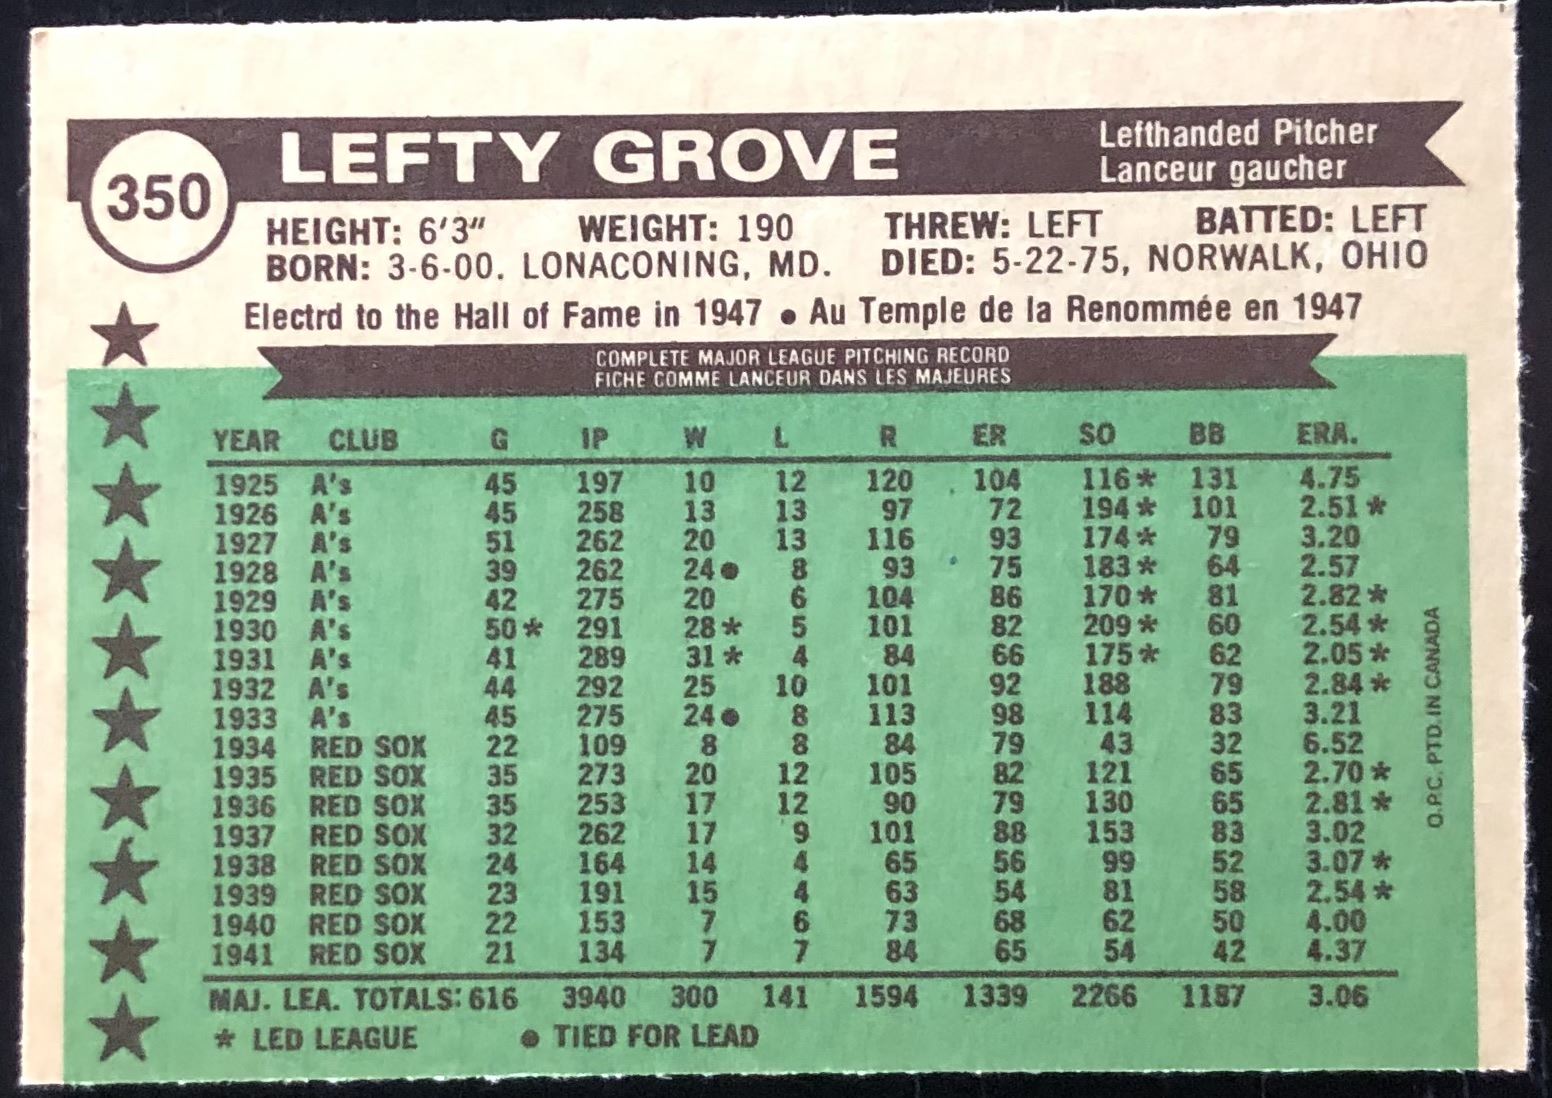 350
LEFTY GROVE
Lefthanded Pitcher
Lanceur gaucher
HEIGHT: 6'3" WEIGHT: 190 THREW: LEFT BATTED: LEFT
BORN: 3-6-00. LONACONING, MD. DIED: 5-22-75, NORWALK, OHIO
Electrd to the Hall of Fame in 1947 • Au Temple de la Renommée en 1947
COMPLETE MAJOR LEAGUE PITCHING RECORD
FICHE COMME LANCEUR DANS LES MAJEURES
YEAR CLUB G IP W L R ER SO BB ERA.
1925 A's 45 197 10 12 120 104 116* 131 4.75
1926 A's 45 258 13 13 97 72 194* 101 2.51*
1927 A's 51 262 20 13 116 93 174* 79 3.20
1928 A's 39 262 24• 8 93 75 183* 64 2.57
1929 A's 42 275 20 6 104 86 170* 81 2.82*
1930 A's 50* 291 28* 5 101 82 209* 60 2.54*
1931 A's 41 289 31* 4 84 66 175* 62 2.05*
1932 A's 44 292 25 10 101 92 188 79 2.84*
1933 A's 45 275 24• 8 113 98 114 83 3.21
1934 RED SOX 22 109 8 8 84 79 43 32 6.52
1935 RED SOX 35 273 20 12 105 82 121 65 2.70*
1936 RED SOX 35 253 17 12 90 79 130 65 2.81*
1937 RED SOX 32 262 17 9 101 88 153 83 3.02
1938 RED SOX 24 164 14 4 65 56 99 52 3.07*
1939 RED SOX 23 191 15 4 63 54 81 58 2.54*
1940 RED SOX 22 153 7 6 73 68 62 50 4.00
1941 RED SOX 21 134 7 7 84 65 54 42 4.37
MAJ. LEA. TOTALS: 616 3940 300 141 1594 1339 2266 1187 3.06
* LED LEAGUE • TIED FOR LEAD
O.P.C. PTD. IN CANADA